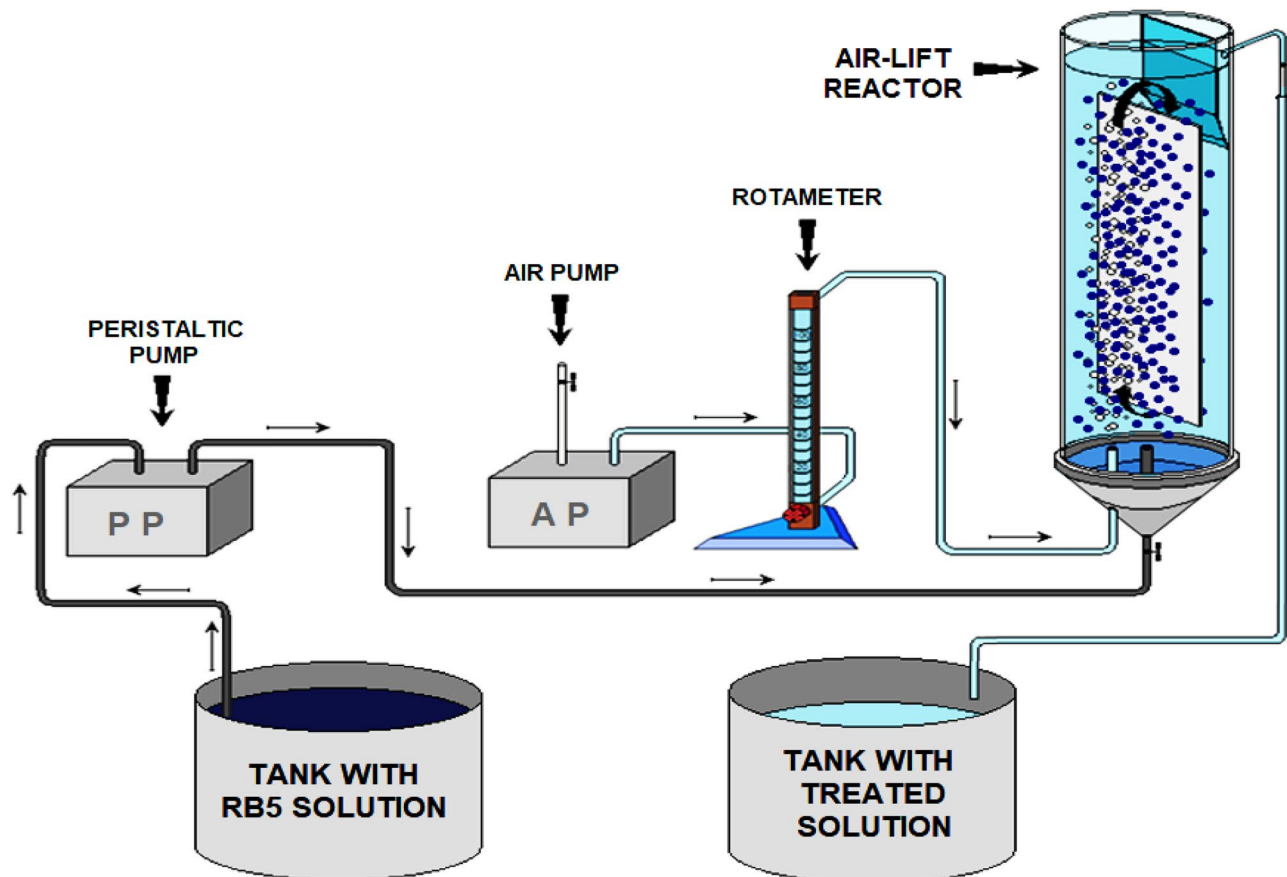 AIR-LIFT
REACTOR
ROTAMETER
AIR PUMP
PERISTALTIC
PUMP
P P
A P
TANK WITH
RB5 SOLUTION
TANK WITH
TREATED
SOLUTION